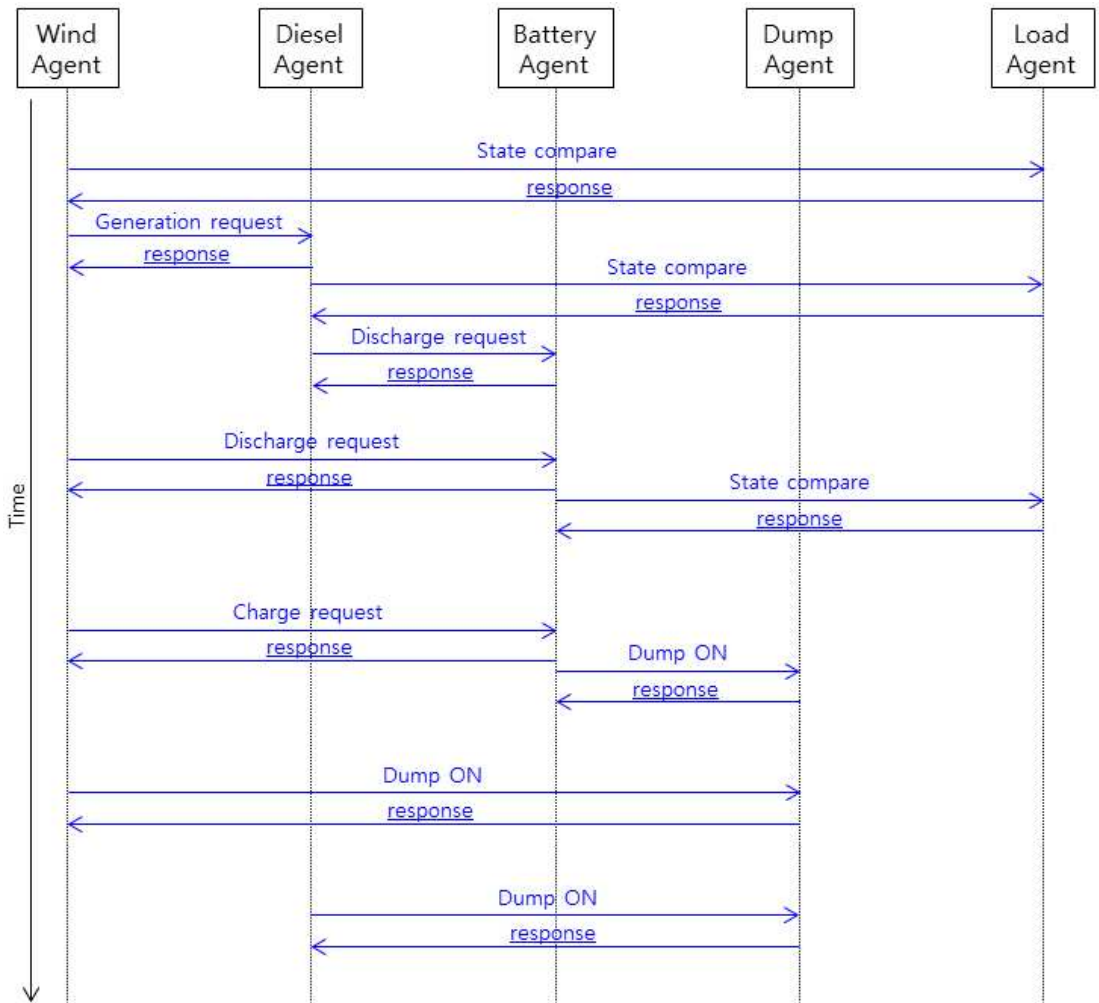 Wind
Agent
Diesel
Agent
Battery
Agent
Dump
Agent
Load
Agent
State compare
response
Generation request
response
State compare
response
Discharge request
response
Discharge request
response
State compare
response
Time
Charge request
response
Dump ON
response
Dump ON
response
Dump ON
response